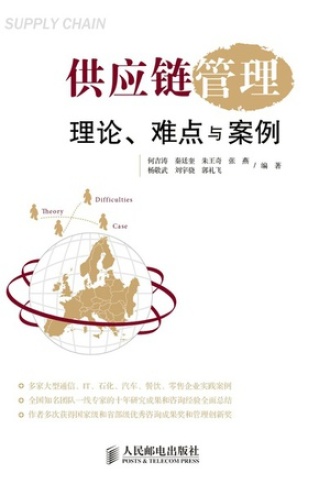 SUPPLY CHAIN
供应链管理
理论、难点与案例
何吉涛 秦廷奎 朱王奇 张 燕
杨敬武 刘宇骁 郭礼飞 / 编 著
Difficulties
Theory
Case
◎多家大型通信、IT、石化、汽车、餐饮、零售企业实践案例
◎全国知名团队一线专家的十年研究成果和咨询经验全面总结
◎作者多次获得国家级和省部级优秀咨询成果奖和管理创新奖
人民邮电出版社
POSTS & TELECOM PRESS